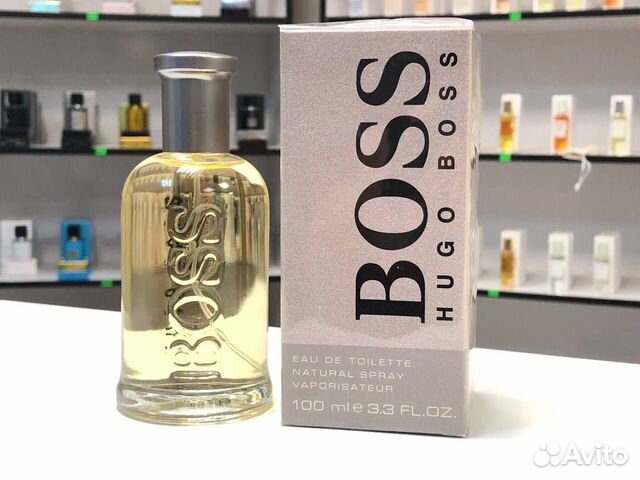 BOSS
BOSS
HUGO BOSS
EAU DE TOILETTE
NATURAL SPRAY
VAPORISATEUR
100 ml e 3.3 FL.OZ.
Avito